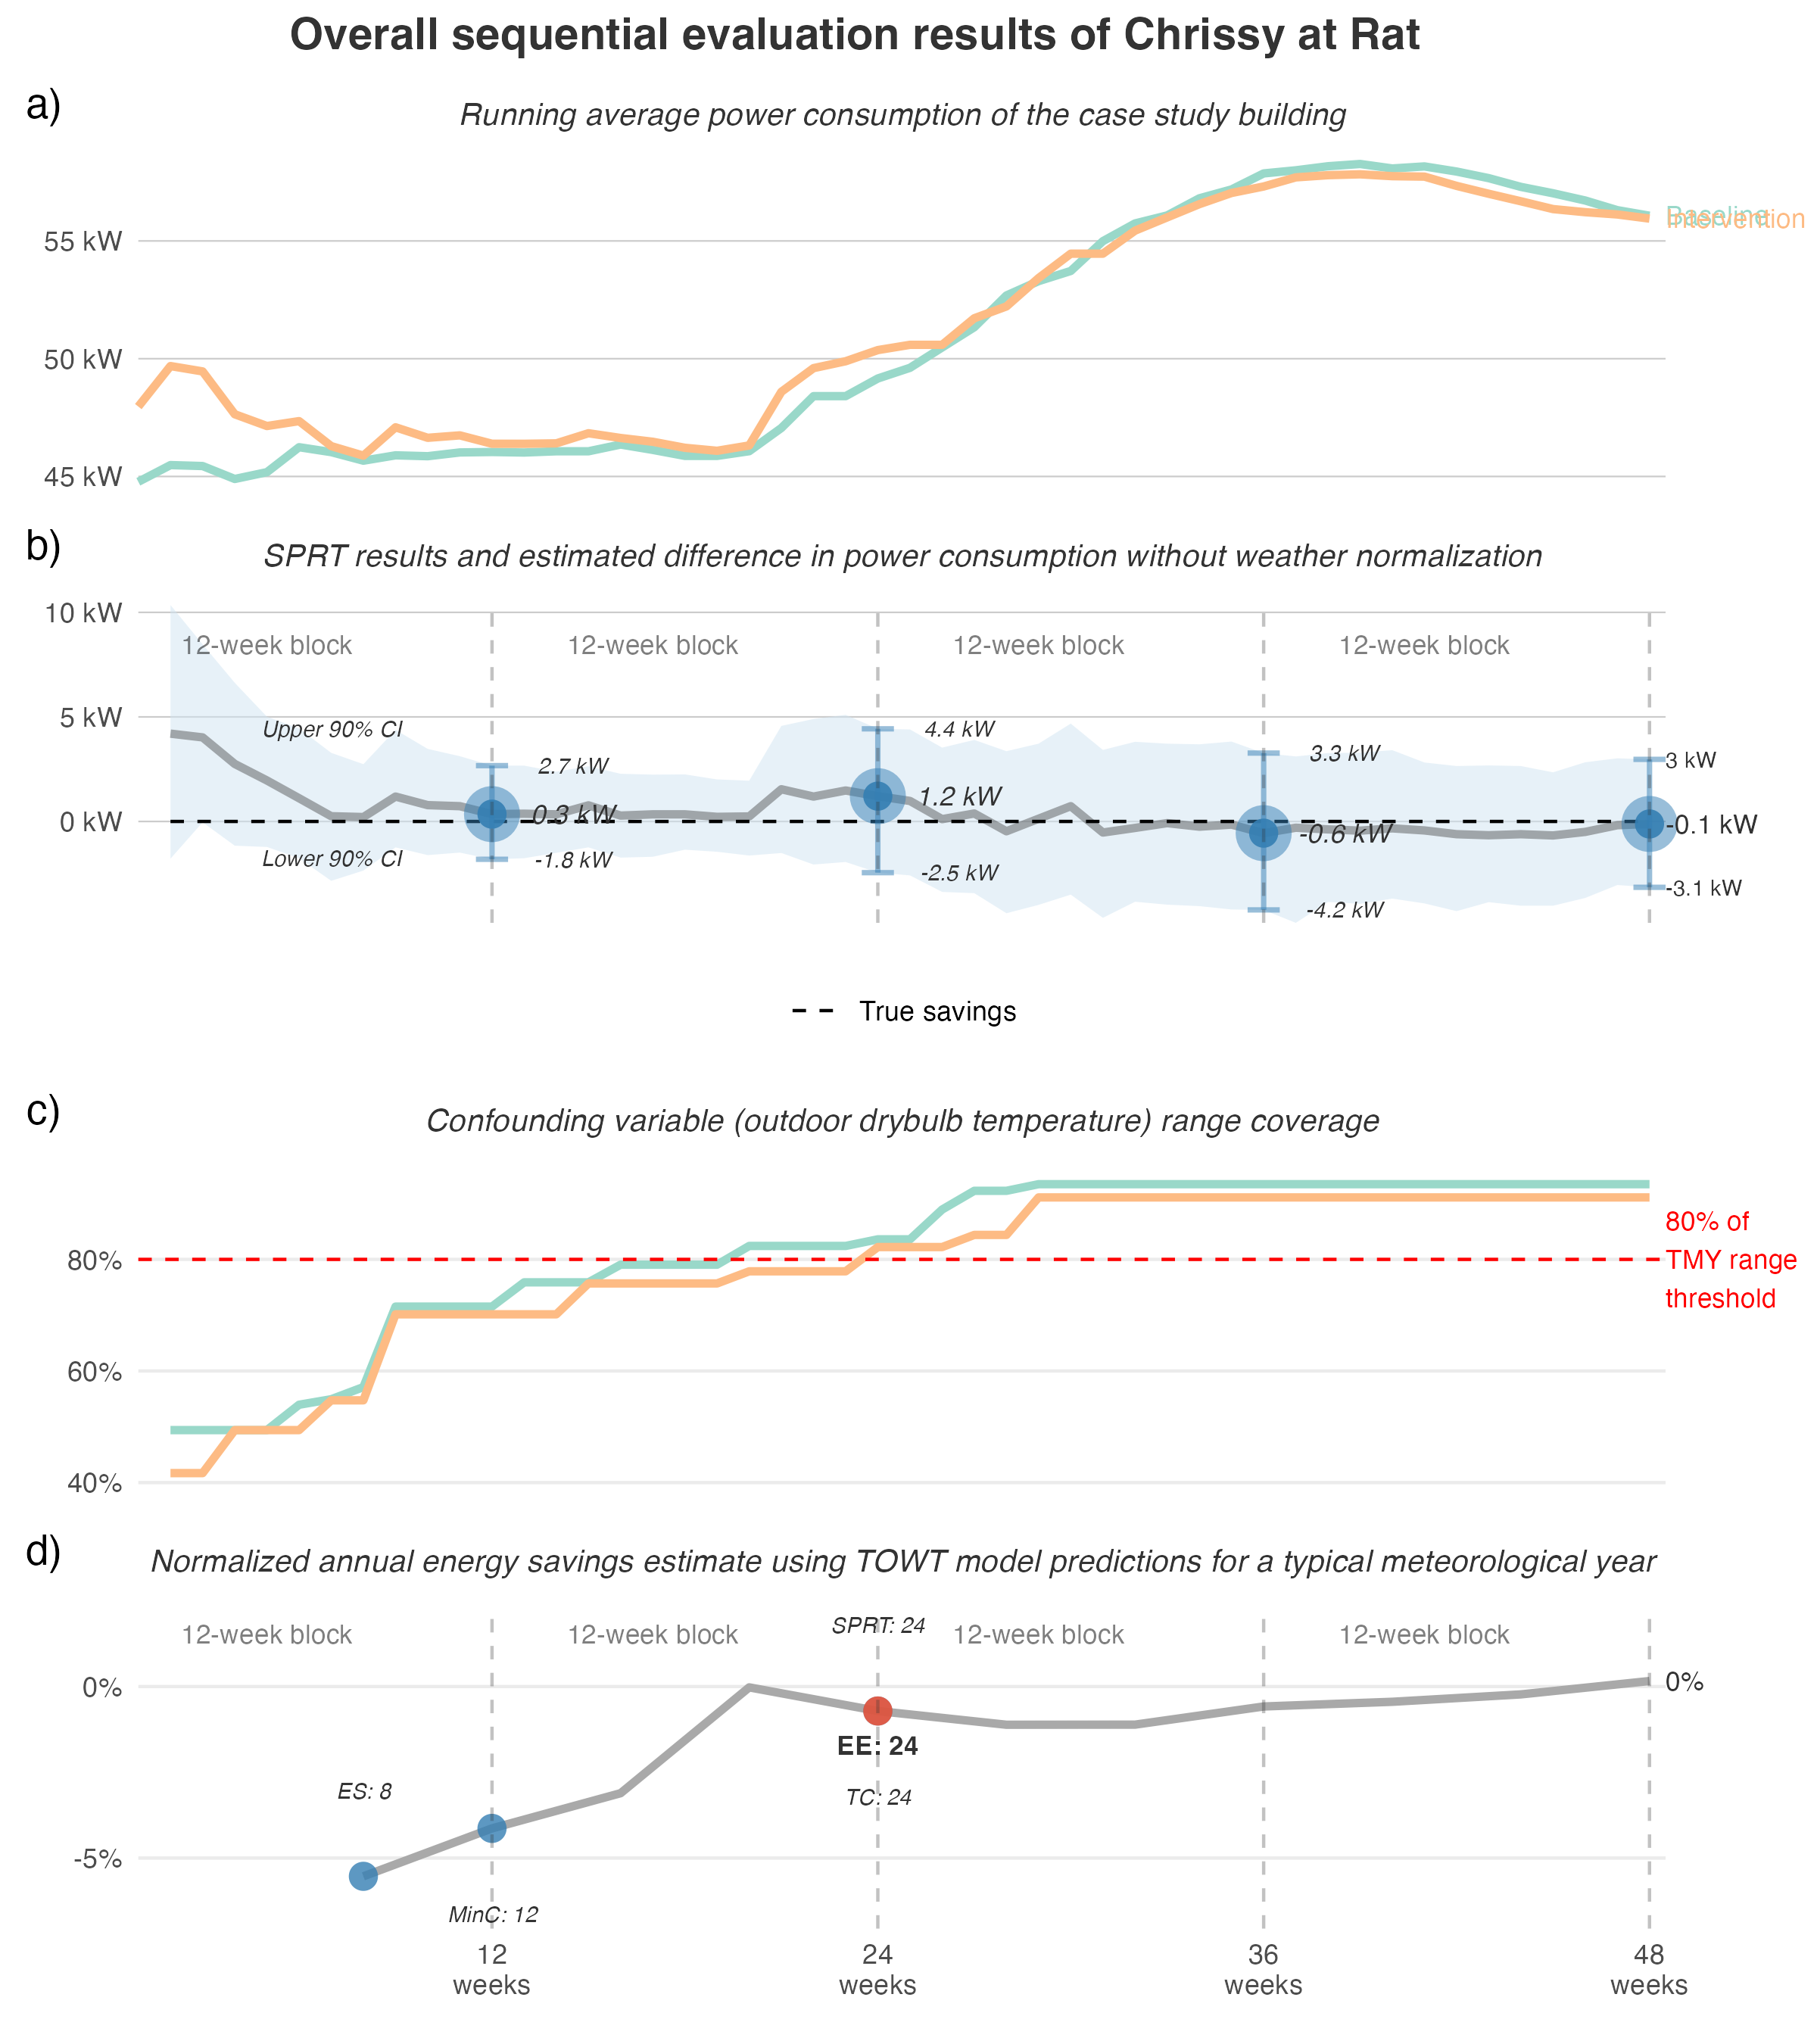 Overall sequential evaluation results of Chrissy at Rat
a)
Running average power consumption of the case study building
55 kW
50 kW
45 kW
Baseline
Intervention
b)
SPRT results and estimated difference in power consumption without weather normalization
10 kW
5 kW
0 kW
12-week block
12-week block
12-week block
12-week block
Upper 90% CI
Lower 90% CI
2.7 kW
0.3 kW
-1.8 kW
4.4 kW
1.2 kW
-2.5 kW
3.3 kW
-0.6 kW
-4.2 kW
3 kW
-0.1 kW
-3.1 kW
True savings
c)
Confounding variable (outdoor drybulb temperature) range coverage
80%
60%
40%
80% of
TMY range
threshold
d)
Normalized annual energy savings estimate using TOWT model predictions for a typical meteorological year
12-week block
12-week block
SPRT: 24
12-week block
12-week block
0%
-5%
0%
EE: 24
TC: 24
ES: 8
MinC: 12
12
weeks
24
weeks
36
weeks
48
weeks